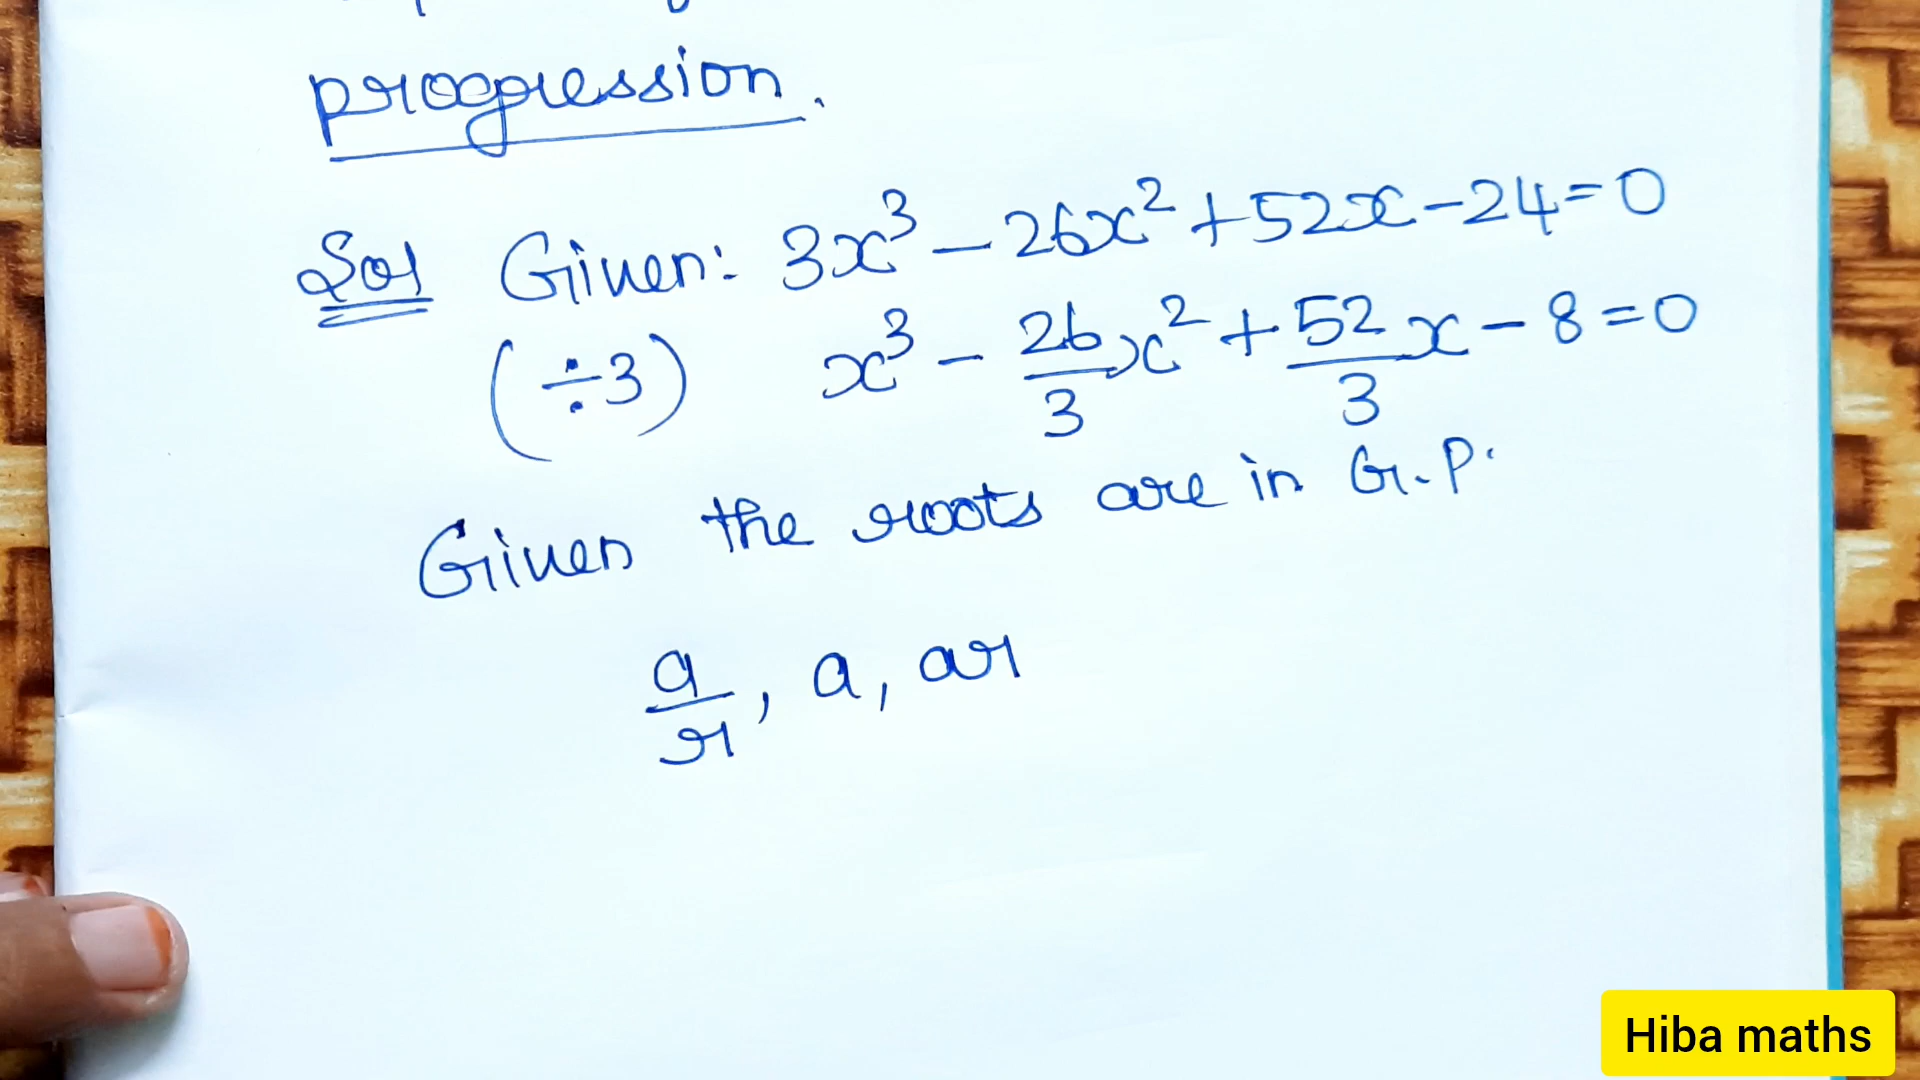 progression.
Sol Given: 3x³ - 26x² + 52x - 24 = 0
(÷3) x³ - 26/3 x² + 52/3 x - 8 = 0
Given the roots are in G.P.
a/r, a, ar
Hiba maths